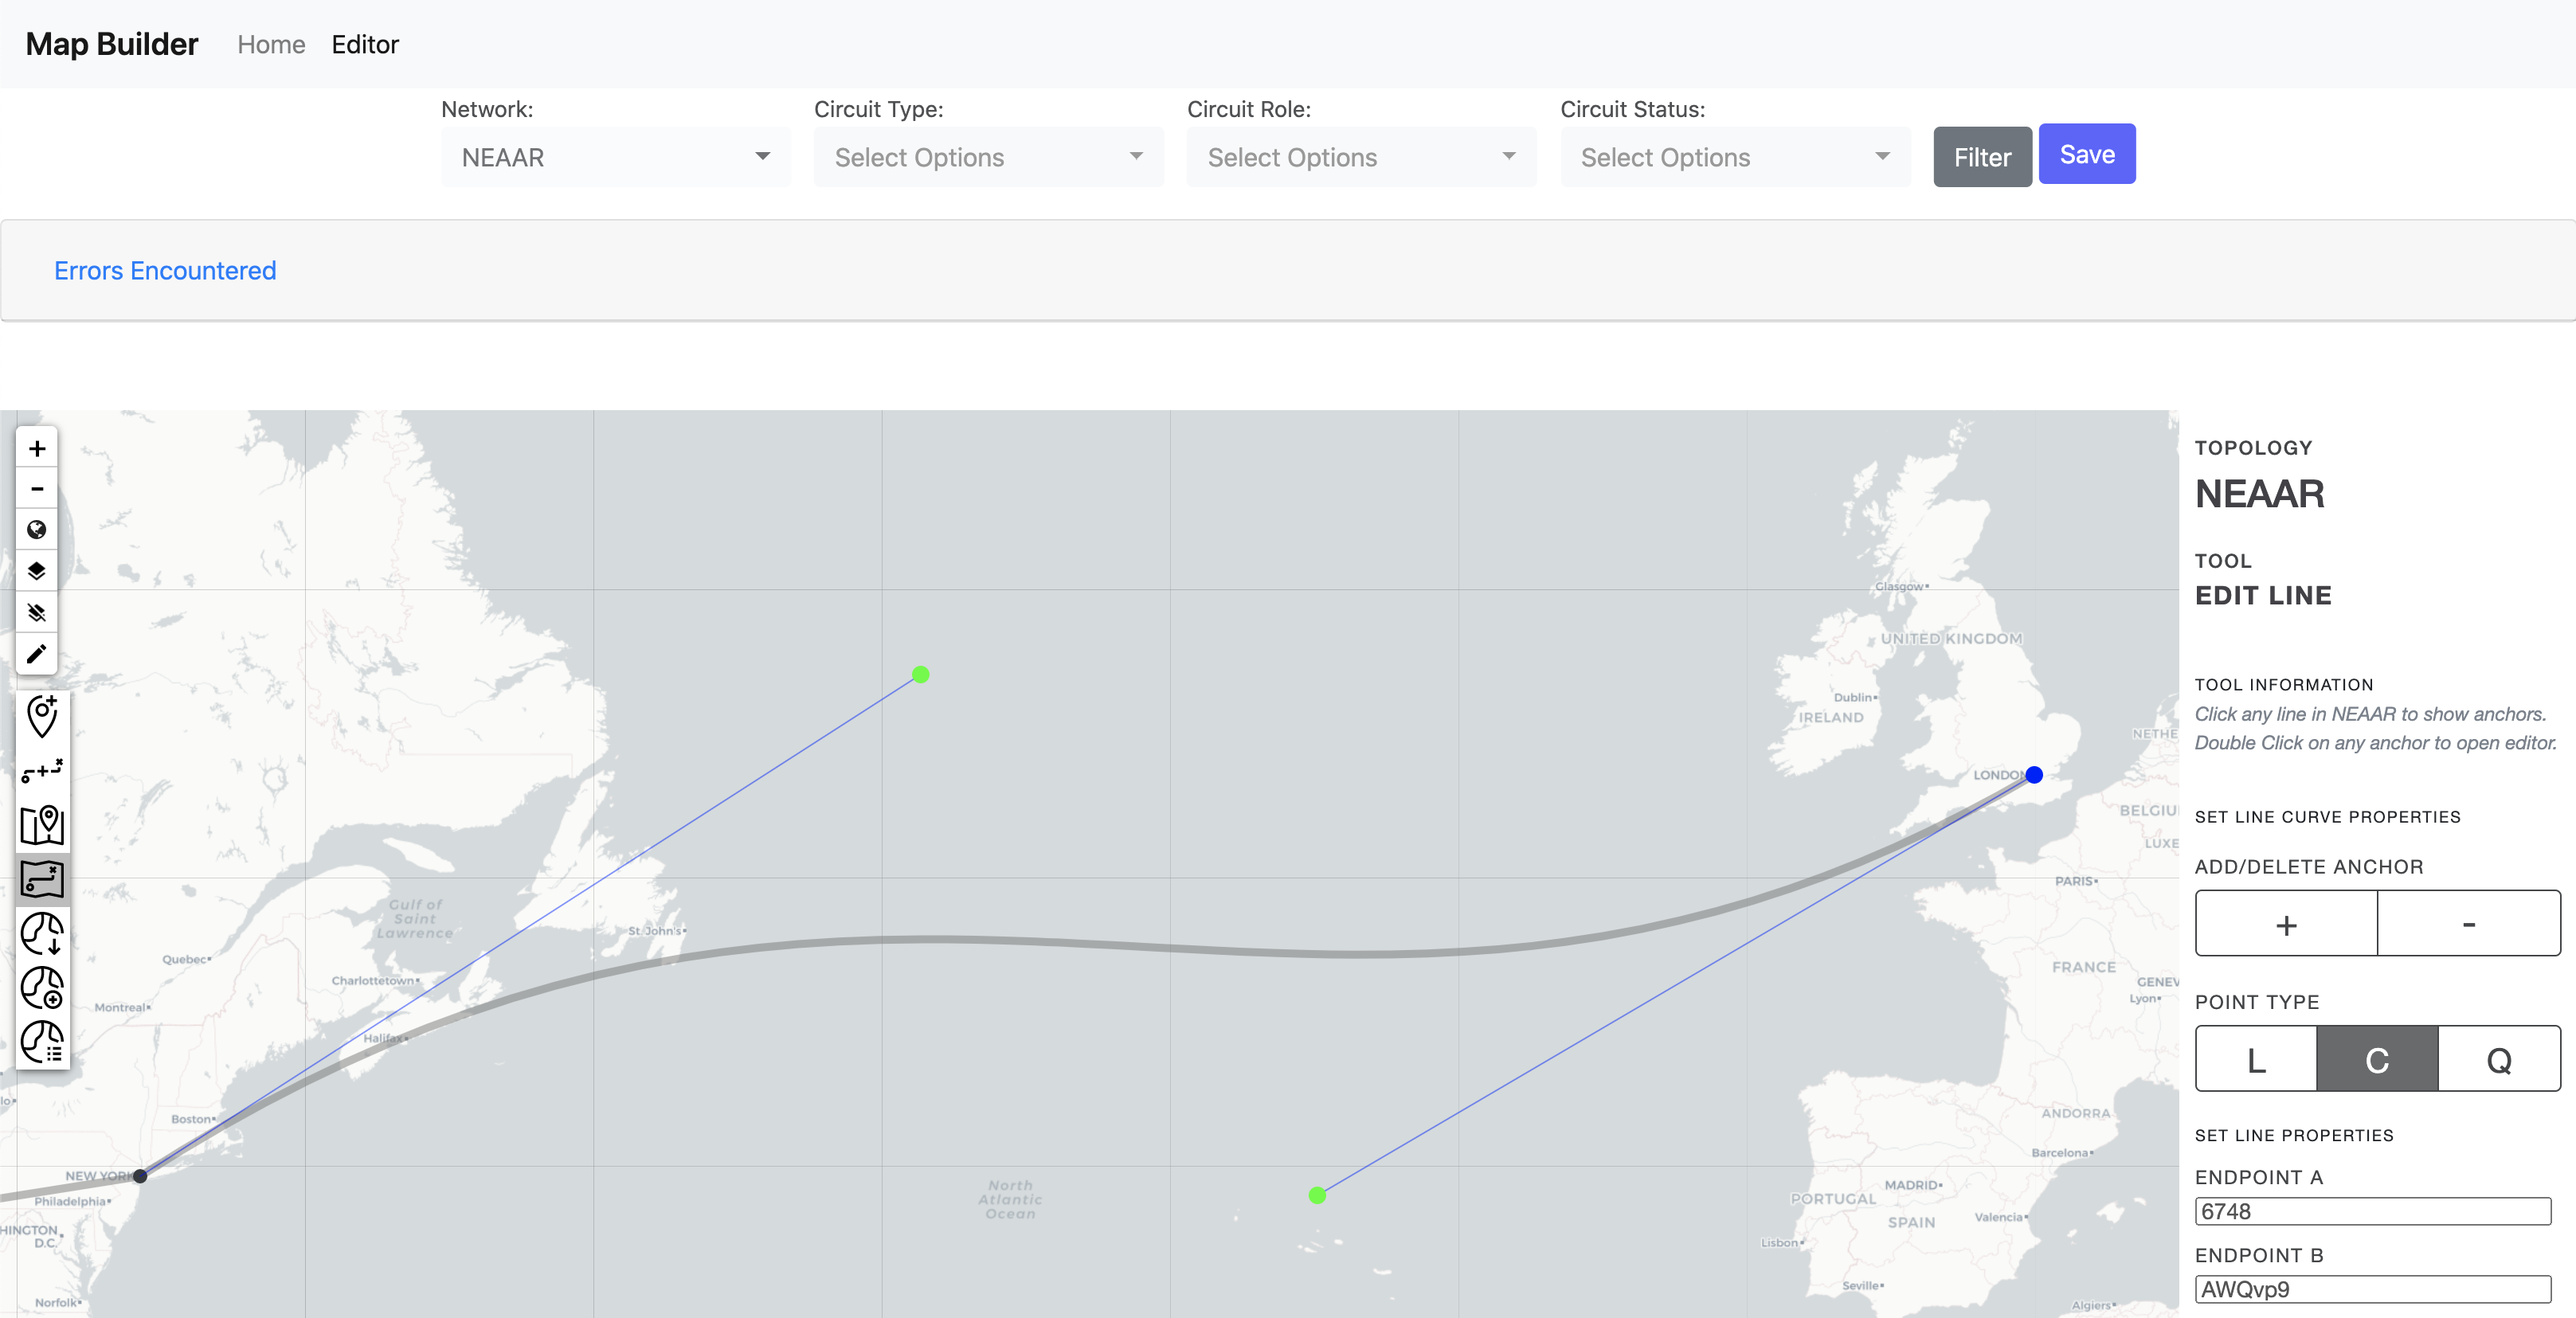 Map Builder Home Editor
Network: Circuit Type: Circuit Role: Circuit Status:
NEAAR Select Options Select Options Select Options Filter Save
Errors Encountered
+
-
TOPOLOGY
NEAAR
TOOL
EDIT LINE
TOOL INFORMATION
Click any line in NEAAR to show anchors.
Double Click on any anchor to open editor.
SET LINE CURVE PROPERTIES
ADD/DELETE ANCHOR
+ -
POINT TYPE
L C Q
SET LINE PROPERTIES
ENDPOINT A
6748
ENDPOINT B
AWQvp9
Glasgow
UNITED KINGDOM
Dublin
IRELAND
NETHE
LONDON
BELGIU
LUXE
PARIS
Gulf of
Saint
Lawrence
St John's
Quebec
FRANCE
Charlottetown
GENEV
Montreal
Lyon
Halifax
lo
Boston
ANDORRA
Barcelona
NEW YORK
Philadelphia
North
Atlantic
Ocean
MADRID
PORTUGAL
SPAIN
Valencia
HINGTON
D.C.
Lisbon
Seville
Norfolk
Algiers